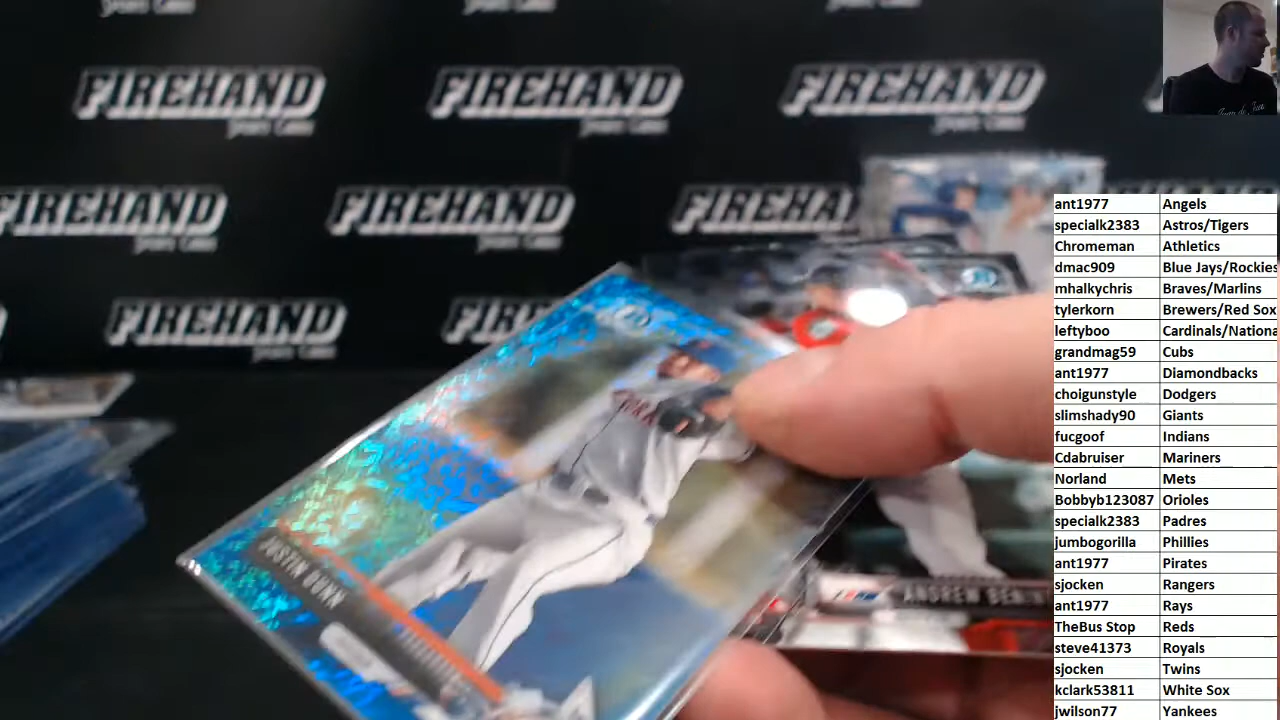 FIREHAND FIREHAND FIREHAND
FIREHAND FIREHAND FIREHAND
FIREHAND
JUSTIN DUNN
ANDREW BENIN
ant1977 Angels
specialk2383 Astros/Tigers
Chromeman Athletics
dmac909 Blue Jays/Rockies
mhalkychris Braves/Marlins
tylerkorn Brewers/Red Sox
leftyboo Cardinals/Nationa
grandmag59 Cubs
ant1977 Diamondbacks
choigunstyle Dodgers
slimshady90 Giants
fucgoof Indians
Cdabruiser Mariners
Norland Mets
Bobbyb123087 Orioles
specialk2383 Padres
jumbogorilla Phillies
ant1977 Pirates
sjocken Rangers
ant1977 Rays
TheBus Stop Reds
steve41373 Royals
sjocken Twins
kclark53811 White Sox
jwilson77 Yankees